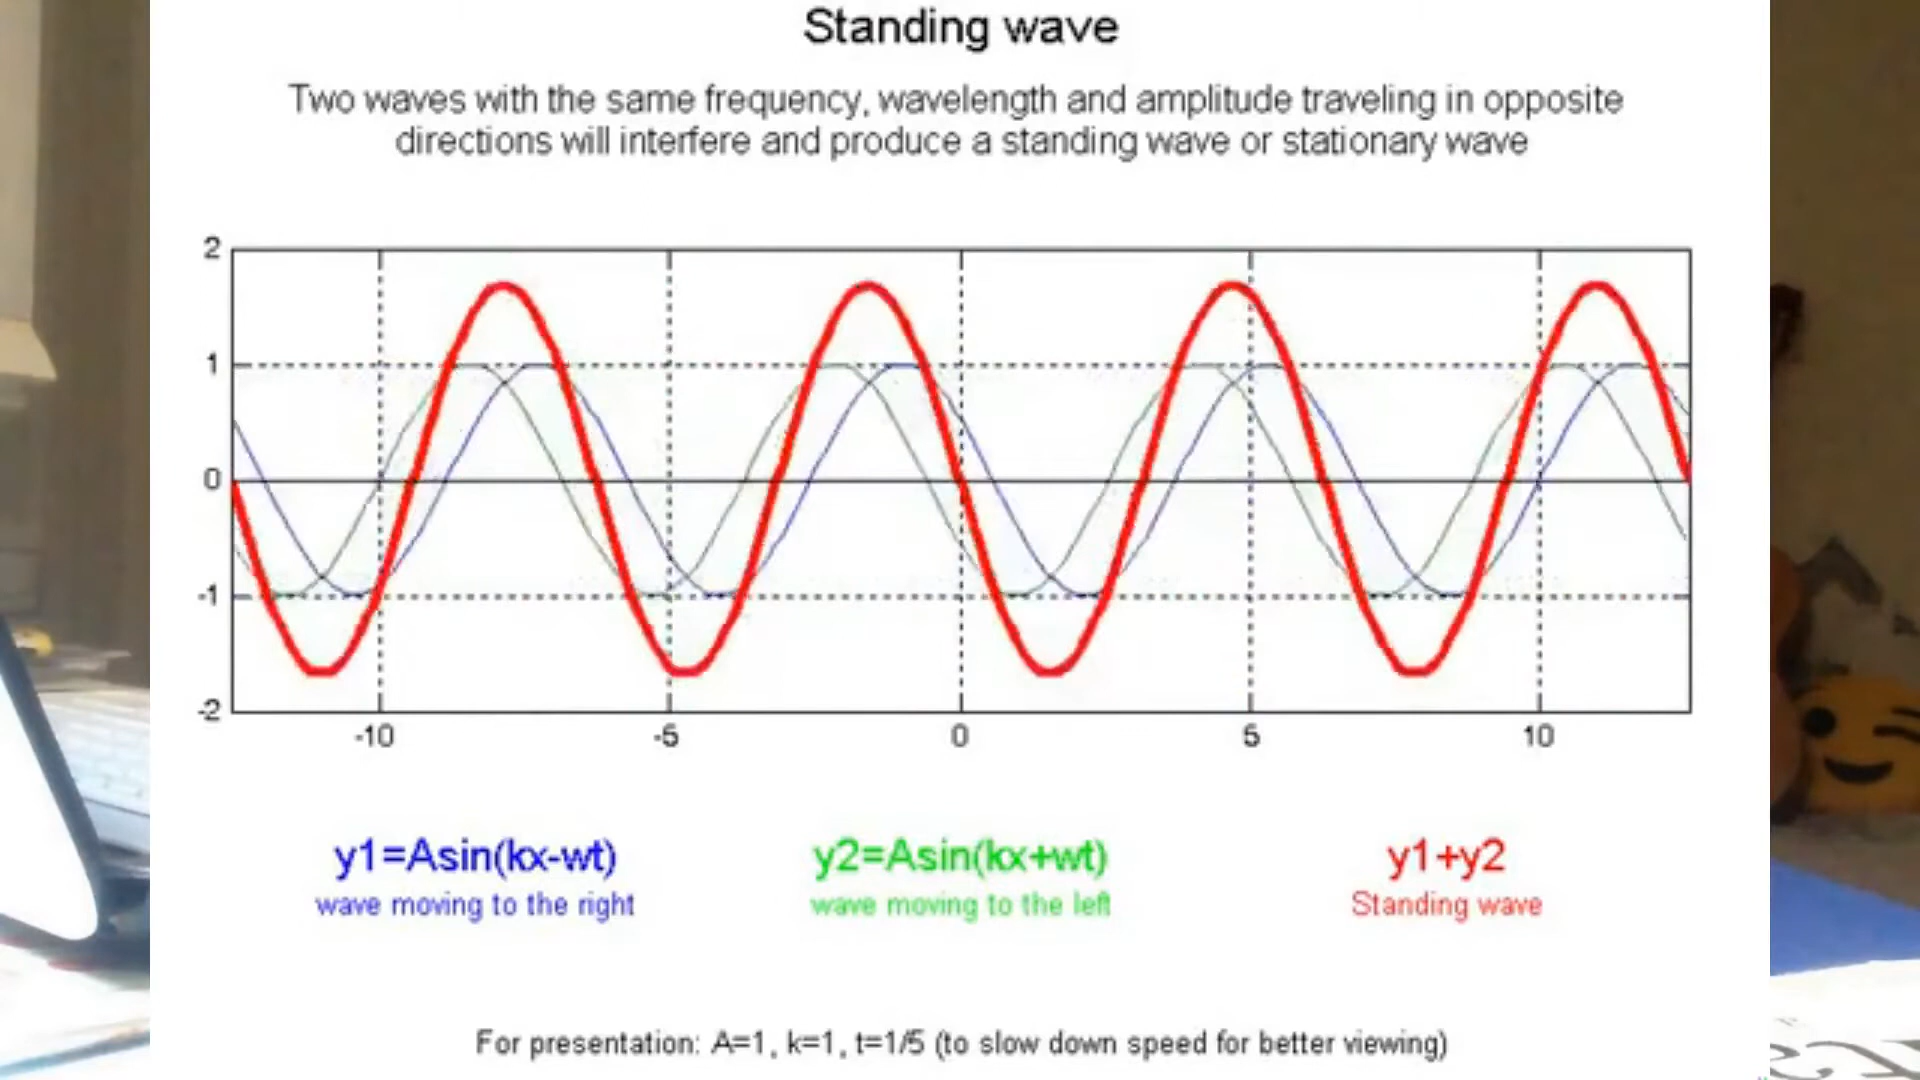 Standing wave
Two waves with the same frequency, wavelength and amplitude traveling in opposite
directions will interfere and produce a standing wave or stationary wave
2
1
0
-1
-2
-10 -5 0 5 10
y1=Asin(kx-wt) y2=Asin(kx+wt) y1+y2
wave moving to the right wave moving to the left Standing wave
For presentation: A=1, k=1, t=1/5 (to slow down speed for better viewing)